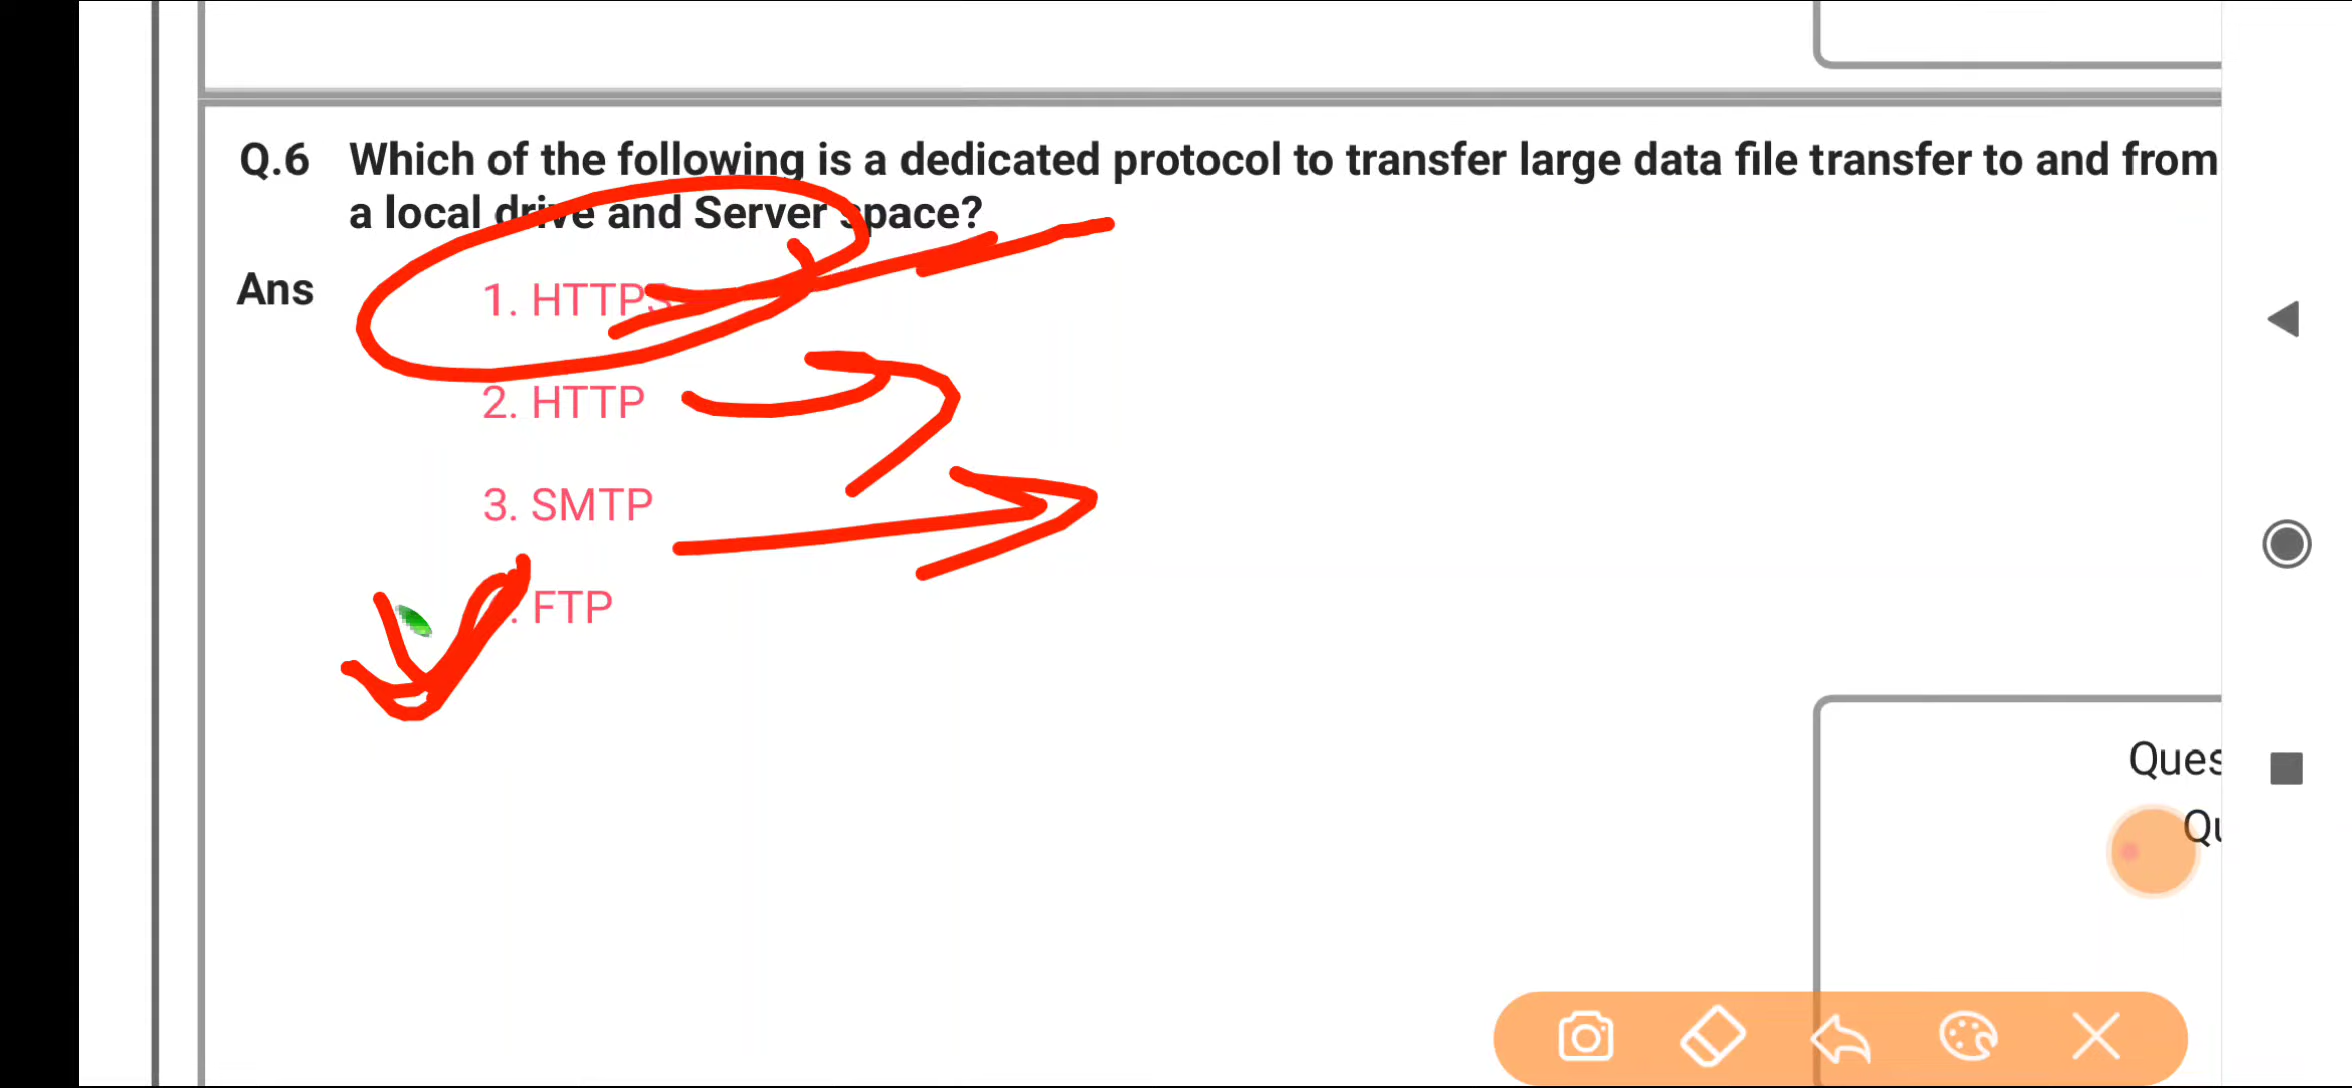 Q.6 Which of the following is a dedicated protocol to transfer large data file transfer to and from
a local drive and Server space?
Ans 1. HTTPS
2. HTTP
3. SMTP
. FTP
Ques
Qu